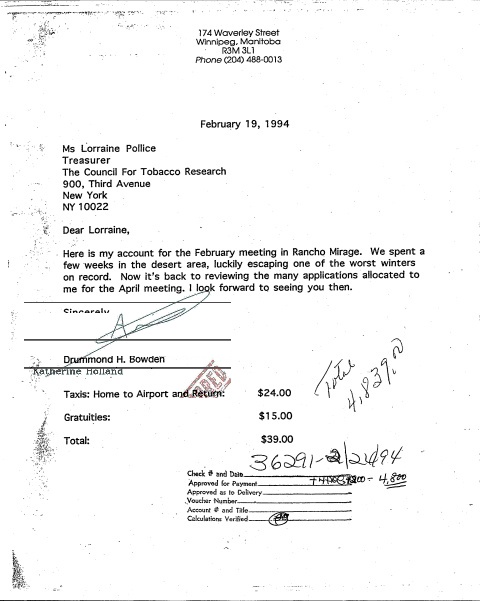 174 Waverley Street
Winnipeg, Manitoba
R3M 3L1
Phone (204) 488-0013
February 19, 1994
Ms Lorraine Pollice
Treasurer
The Council For Tobacco Research
900, Third Avenue
New York
NY 10022
Dear Lorraine,
Here is my account for the February meeting in Rancho Mirage. We spent a
few weeks in the desert area, luckily escaping one of the worst winters
on record. Now it's back to reviewing the many applications allocated to
me for the April meeting. I look forward to seeing you then.
Sincerely
Drummond H. Bowden
Katherine Holland
Taxis: Home to Airport and Return: $24.00
Gratuities: $15.00
Total: $39.00
Total
4,839.00
36291-2/21/94
Check # and Date
Approved for Payment 4,800
Approved as to Delivery
Voucher Number
Account # and Title
Calculations Verified